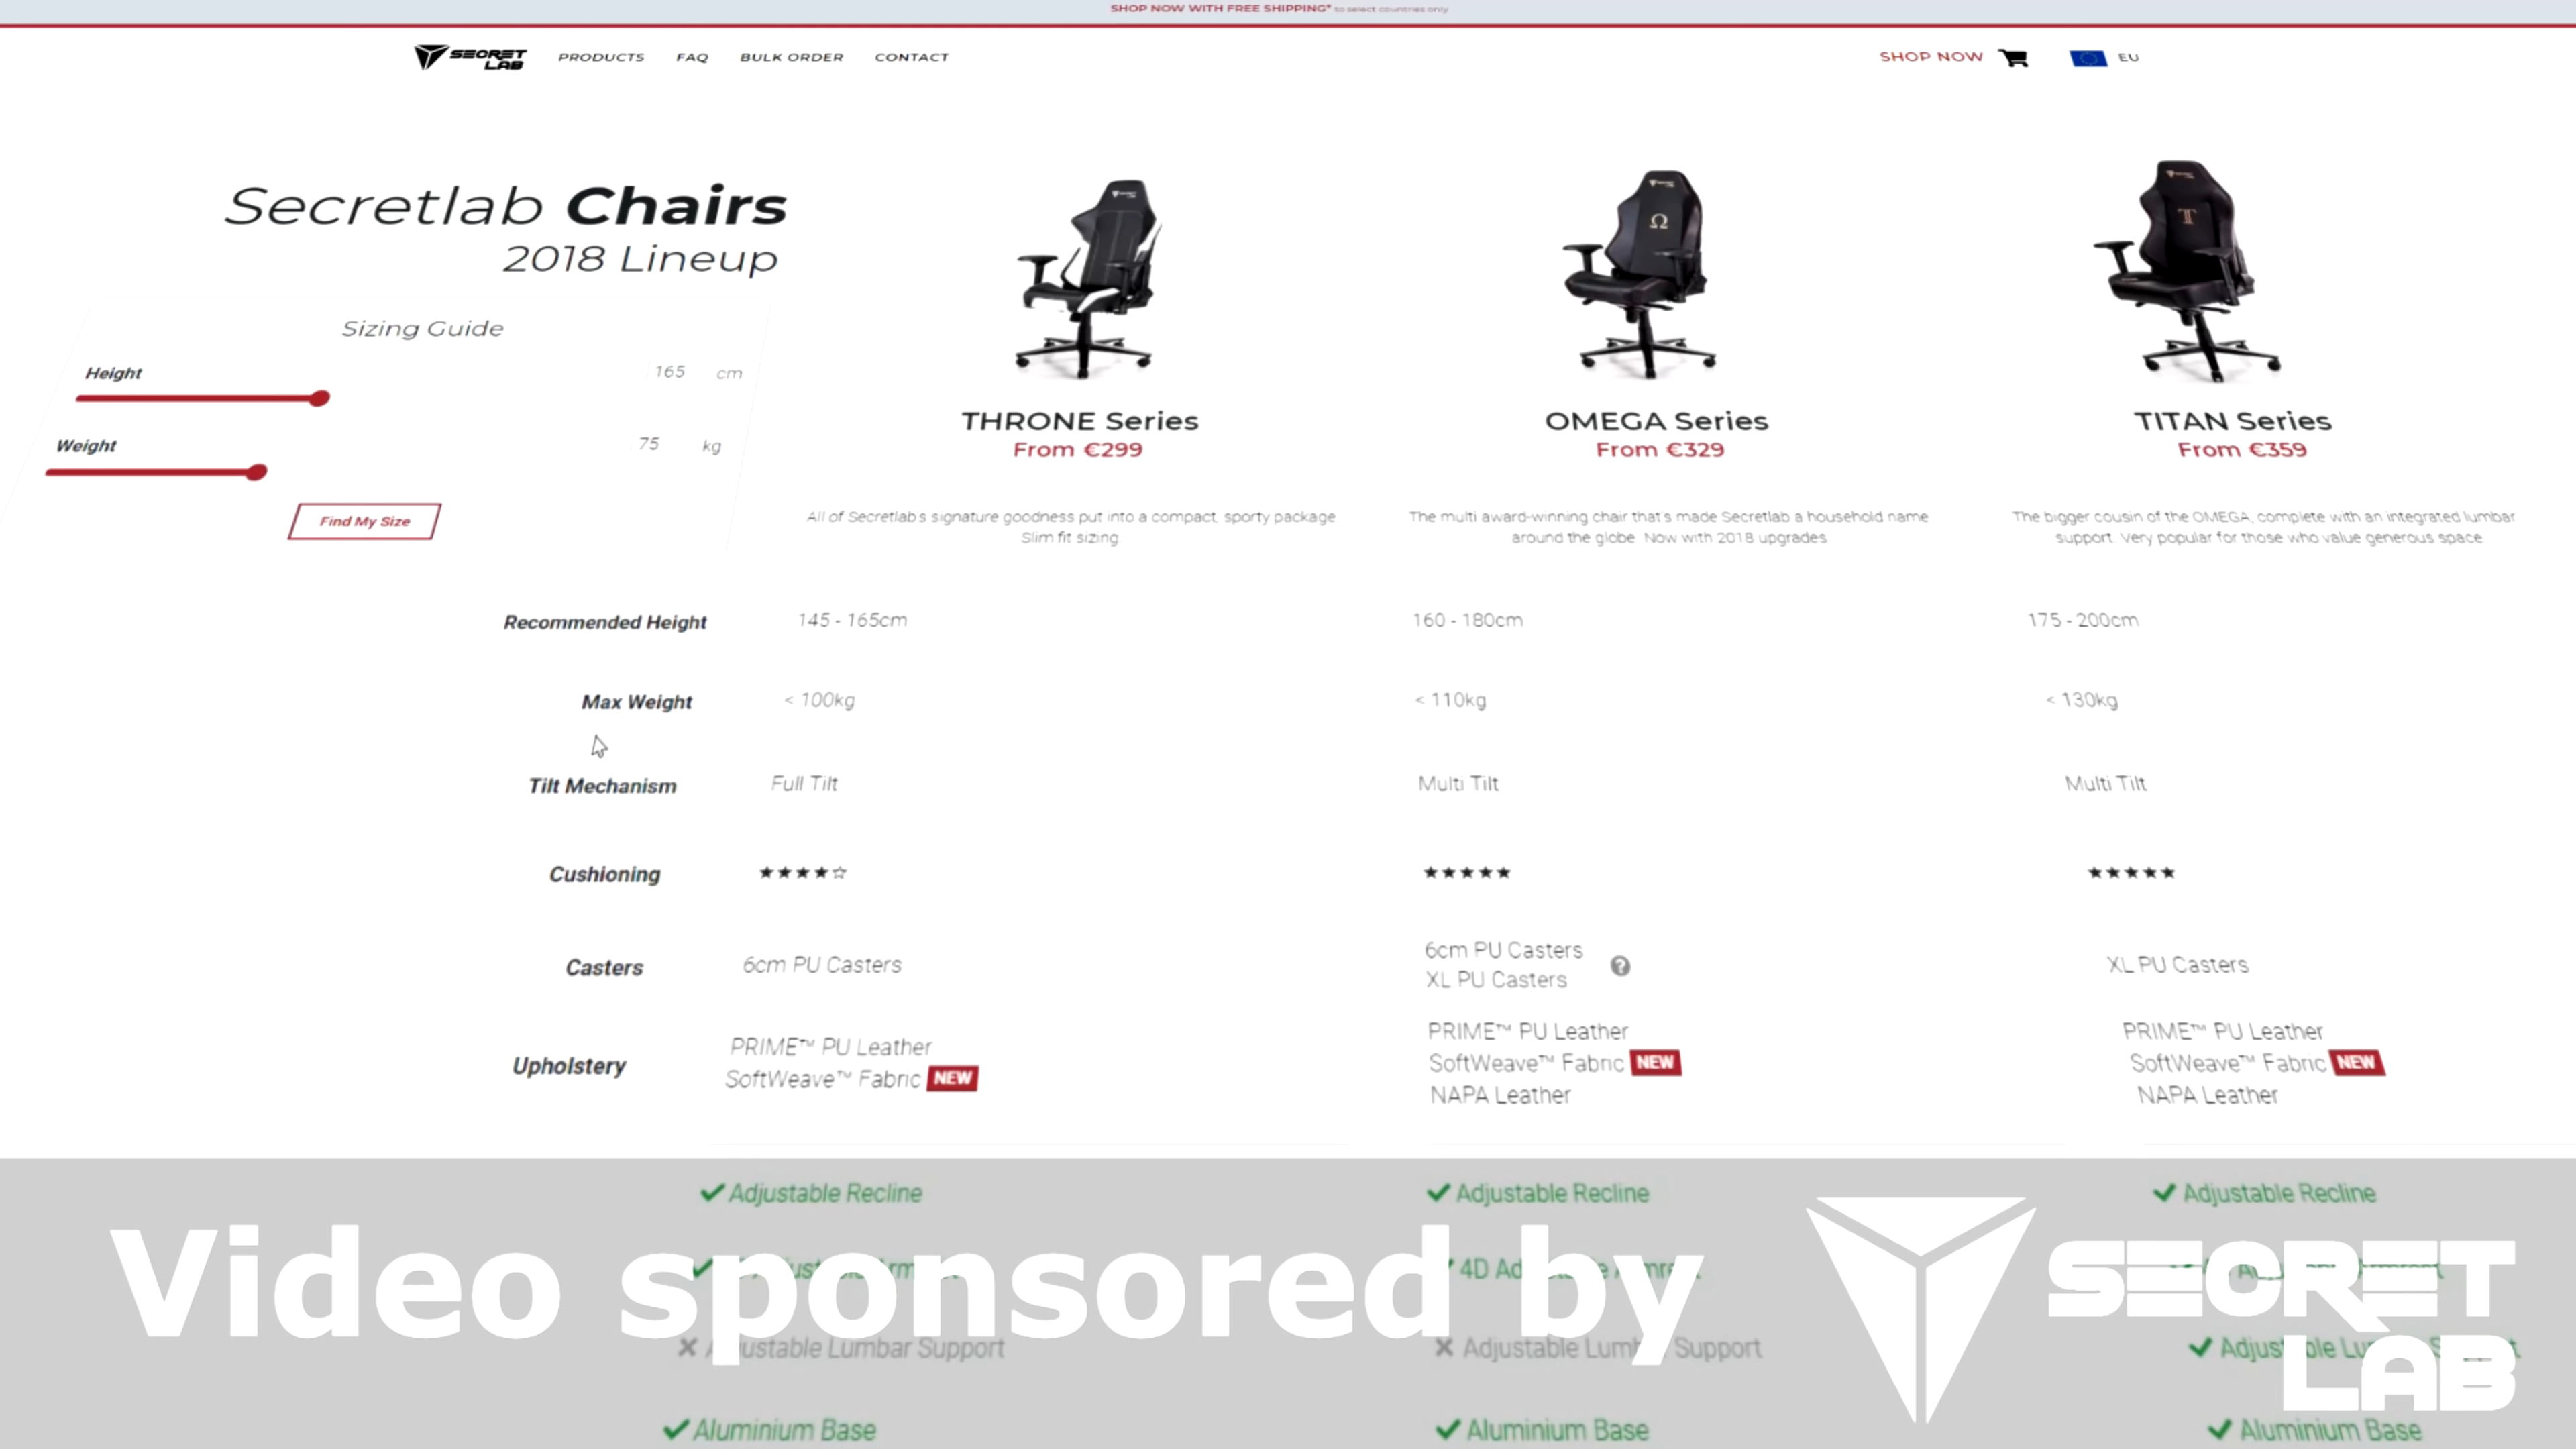 SHOP NOW WITH FREE SHIPPING* to select countries only
SECRET LAB PRODUCTS FAQ BULK ORDER CONTACT SHOP NOW EU
Secretlab Chairs
2018 Lineup
Sizing Guide
Height 165 cm
Weight 75 kg
Find My Size
THRONE Series
From €299
All of Secretlab's signature goodness put into a compact, sporty package
Slim fit sizing
OMEGA Series
From €329
The multi award-winning chair that's made Secretlab a household name
around the globe. Now with 2018 upgrades
TITAN Series
From €359
The bigger cousin of the OMEGA, complete with an integrated lumbar
support. Very popular for those who value generous space
Recommended Height 145 - 165cm 160 - 180cm 175 - 200cm
Max Weight < 100kg < 110kg < 130kg
Tilt Mechanism Full Tilt Multi Tilt Multi Tilt
Cushioning ★★★★☆ ★★★★★ ★★★★★
Casters 6cm PU Casters
6cm PU Casters
XL PU Casters
XL PU Casters
Upholstery
PRIME™ PU Leather
SoftWeave™ Fabric NEW
PRIME™ PU Leather
SoftWeave™ Fabric NEW
NAPA Leather
PRIME™ PU Leather
SoftWeave™ Fabric NEW
NAPA Leather
Adjustable Recline Adjustable Recline Adjustable Recline
4D
Lumbar Support Adjustable Support
Aluminium Base Aluminium Base Aluminium Base
Video sponsored by
SECRET
LAB